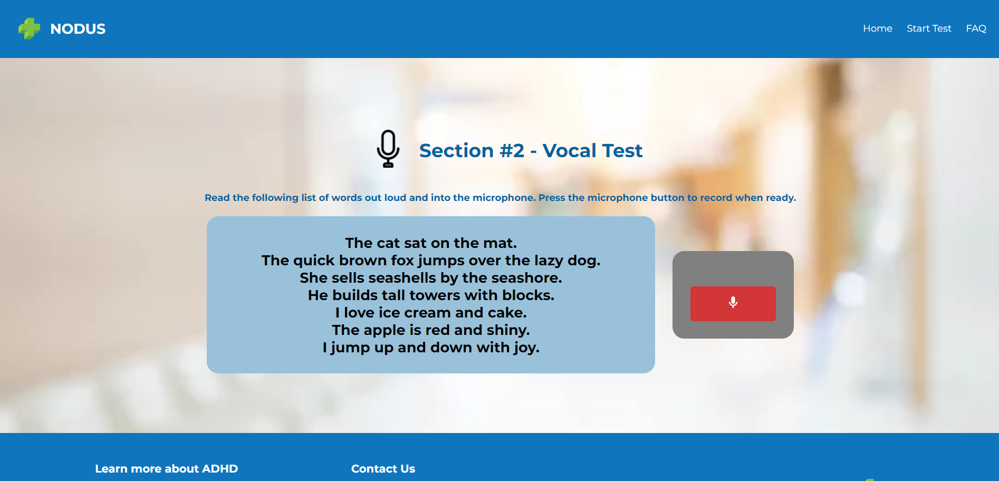 NODUS
Home Start Test FAQ
Section #2 - Vocal Test
Read the following list of words out loud and into the microphone. Press the microphone button to record when ready.
The cat sat on the mat.
The quick brown fox jumps over the lazy dog.
She sells seashells by the seashore.
He builds tall towers with blocks.
I love ice cream and cake.
The apple is red and shiny.
I jump up and down with joy.
Learn more about ADHD
Contact Us